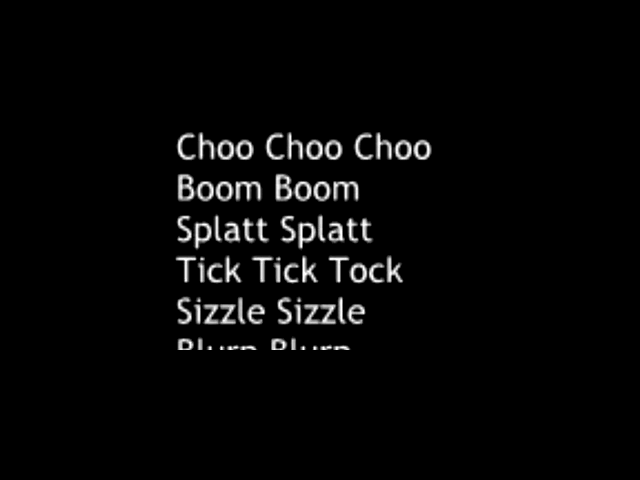 Choo Choo Choo
Boom Boom
Splatt Splatt
Tick Tick Tock
Sizzle Sizzle